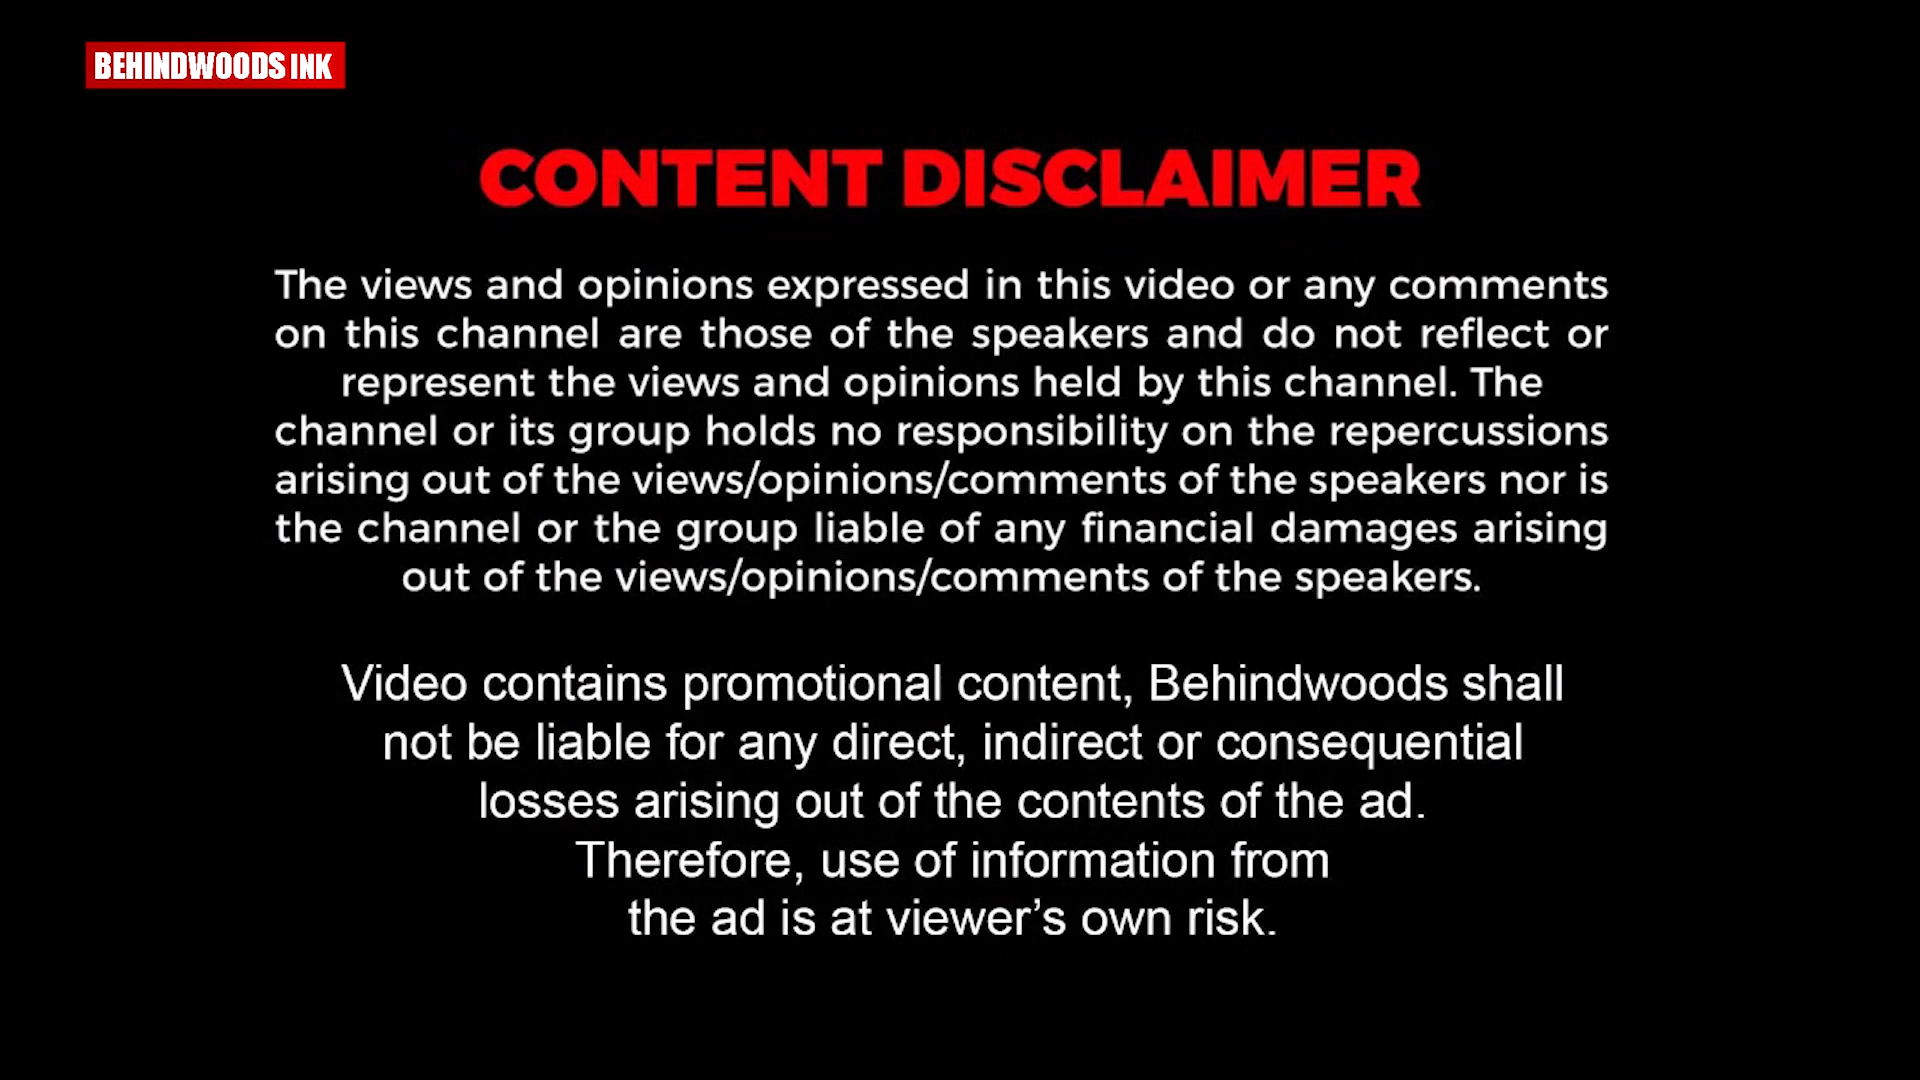 BEHINDWOODS INK
CONTENT DISCLAIMER
The views and opinions expressed in this video or any comments
on this channel are those of the speakers and do not reflect or
represent the views and opinions held by this channel. The
channel or its group holds no responsibility on the repercussions
arising out of the views/opinions/comments of the speakers nor is
the channel or the group liable of any financial damages arising
out of the views/opinions/comments of the speakers.
Video contains promotional content, Behindwoods shall
not be liable for any direct, indirect or consequential
losses arising out of the contents of the ad.
Therefore, use of information from
the ad is at viewer’s own risk.